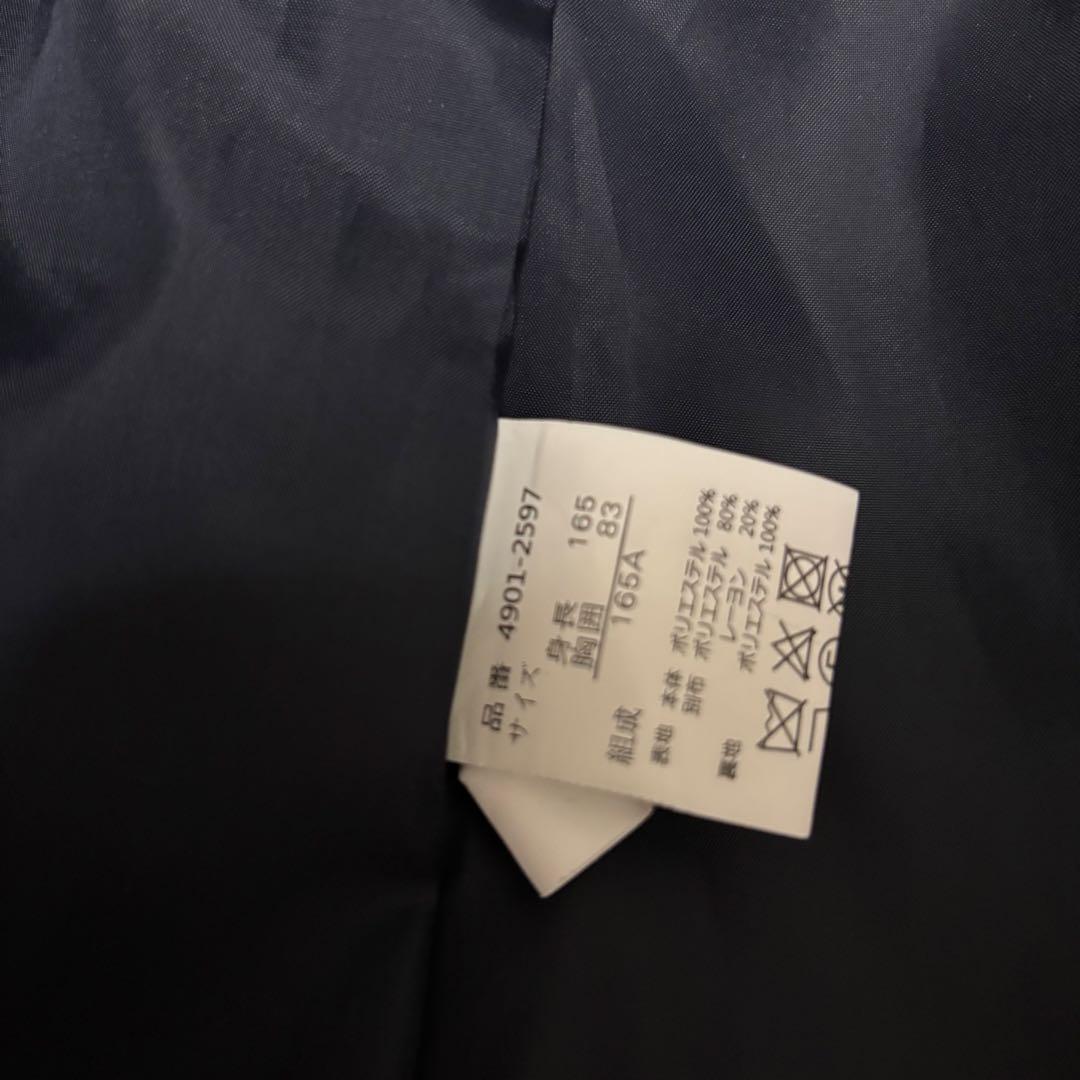 品番 4901-2597
サイズ
身長 165
胸囲 83
165A
組成
表地 本体 ポリエステル 100%
別布 ポリエステル 80%
レーヨン 20%
裏地 ポリエステル 100%